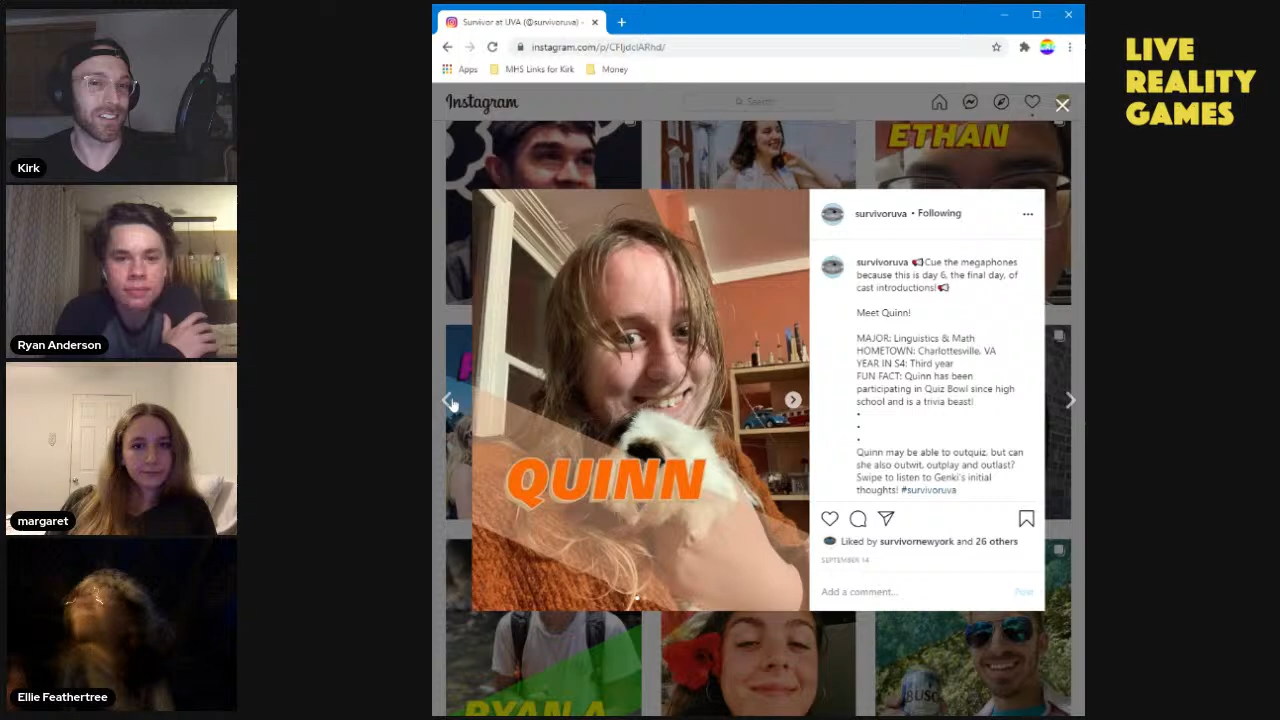 Kirk
Ryan Anderson
margaret
Ellie Feathertree
Survivor at UVA (@survivoruva) •
instagram.com/p/CFIjdclARhd/
Apps
MHS Links for Kirk
Money
Instagram
Search
ETHAN
QUINN
survivoruva • Following
survivoruva 📢Cue the megaphones
because this is day 6, the final day, of
cast introductions!📢
Meet Quinn!
MAJOR: Linguistics & Math
HOMETOWN: Charlottesville, VA
YEAR IN S4: Third year
FUN FACT: Quinn has been
participating in Quiz Bowl since high
school and is a trivia beast!
•
•
•
Quinn may be able to outquiz, but can
she also outwit, outplay and outlast?
Swipe to listen to Genki's initial
thoughts! #survivoruva
Liked by survivornewyork and 26 others
SEPTEMBER 14
Add a comment...
Post
RYAN A
LIVE
REALITY
GAMES